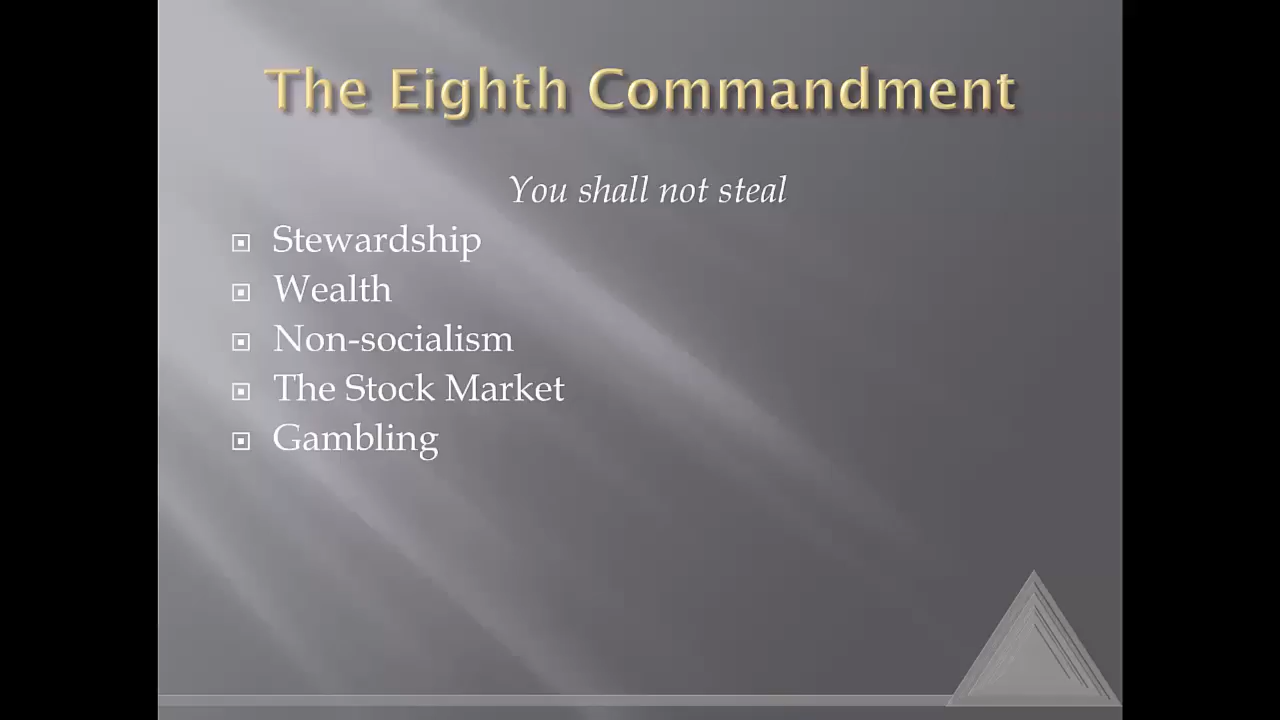 The Eighth Commandment
You shall not steal
Stewardship
Wealth
Non-socialism
The Stock Market
Gambling